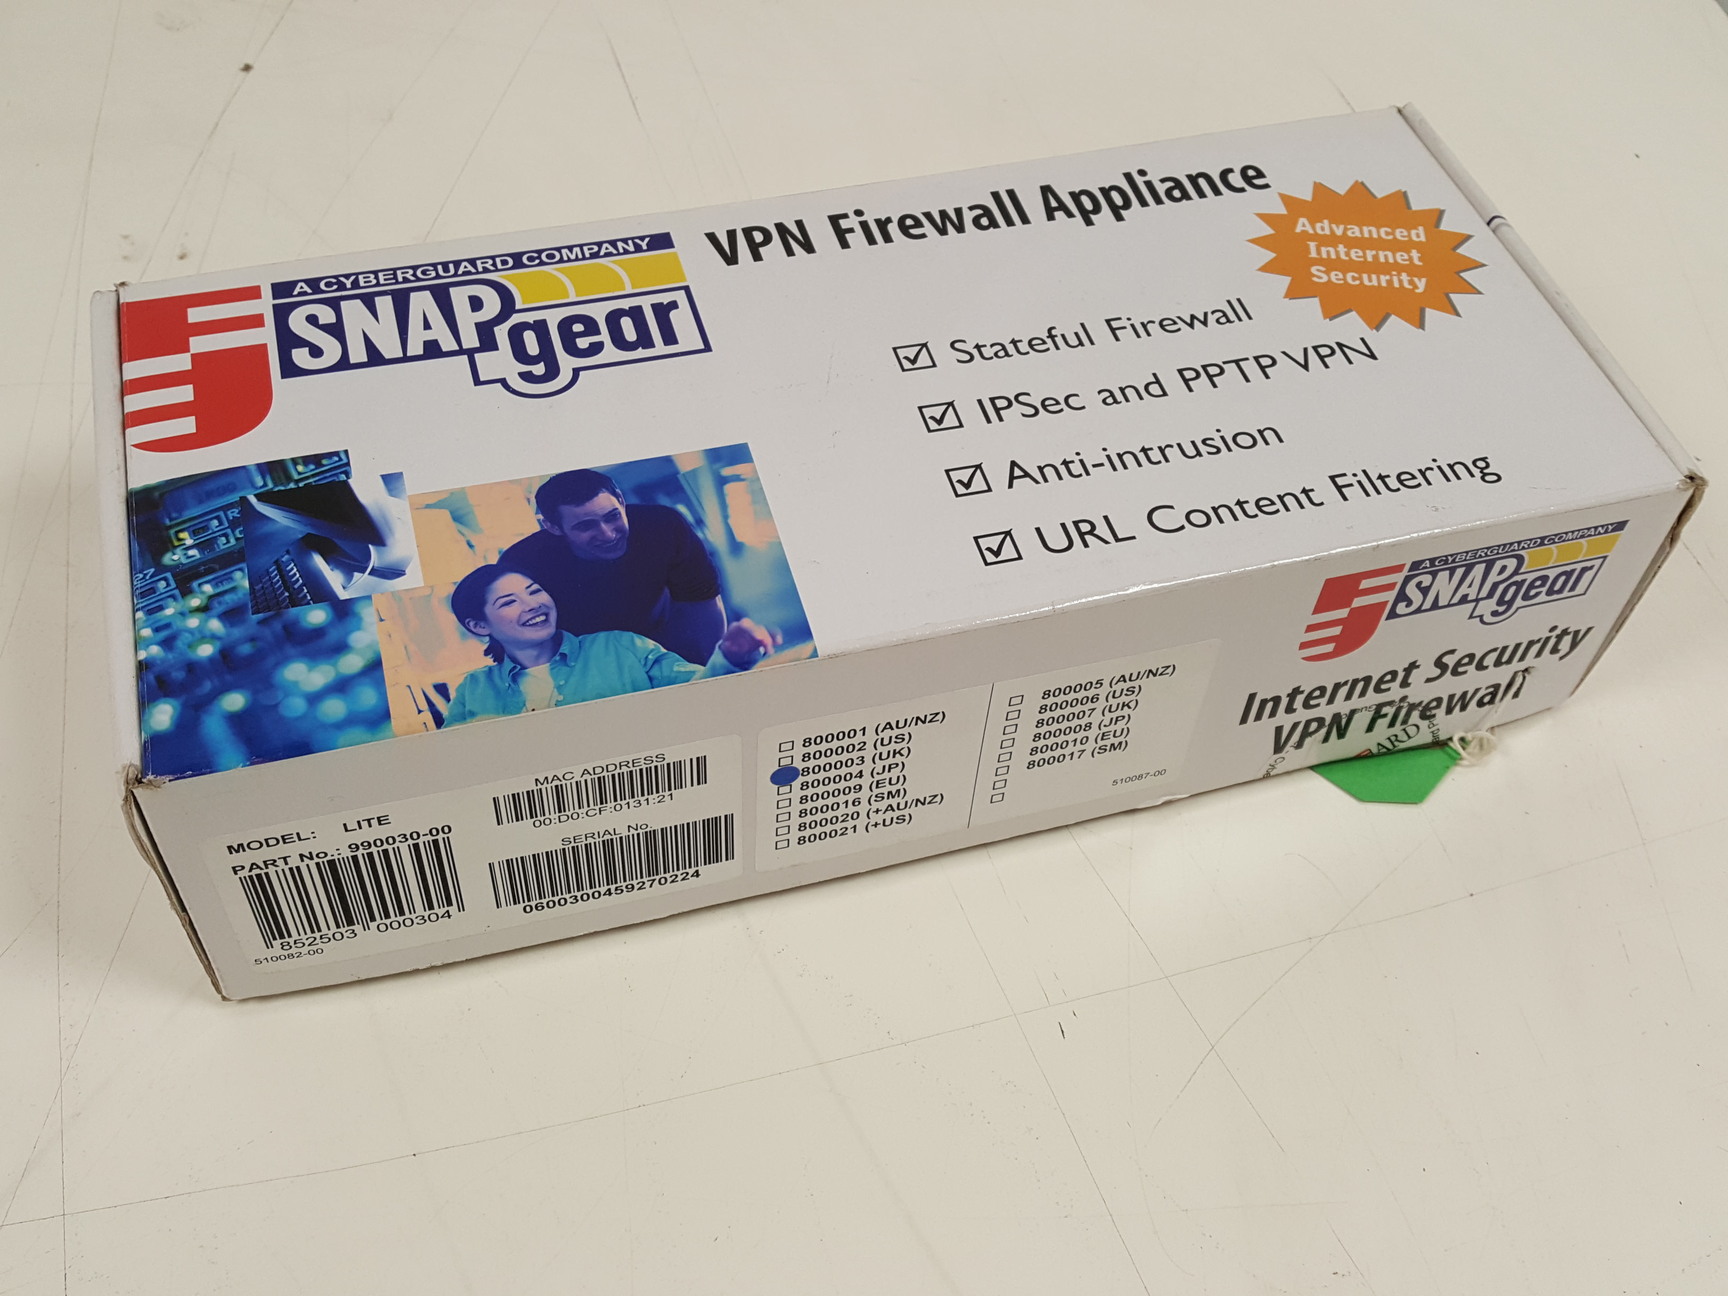 A CYBERGUARD COMPANY
SNAPgear
VPN Firewall Appliance
Advanced
Internet
Security
Stateful Firewall
IPSec and PPTP VPN
Anti-intrusion
URL Content Filtering
MODEL: LITE
PART No.: 990030-00
852503 000304
510082-00
MAC ADDRESS
00:D0:CF:0131:21
SERIAL No.
0600300459270224
800001 (AU/NZ)
800002 (US)
800003 (UK)
800004 (JP)
800009 (EU)
800016 (SM)
800020 (+AU/NZ)
800021 (+US)
800005 (AU/NZ)
800006 (US)
800007 (UK)
800008 (JP)
800010 (EU)
800017 (SM)
510087-00
A CYBERGUARD COMPANY
SNAPgear
Internet Security
VPN Firewall